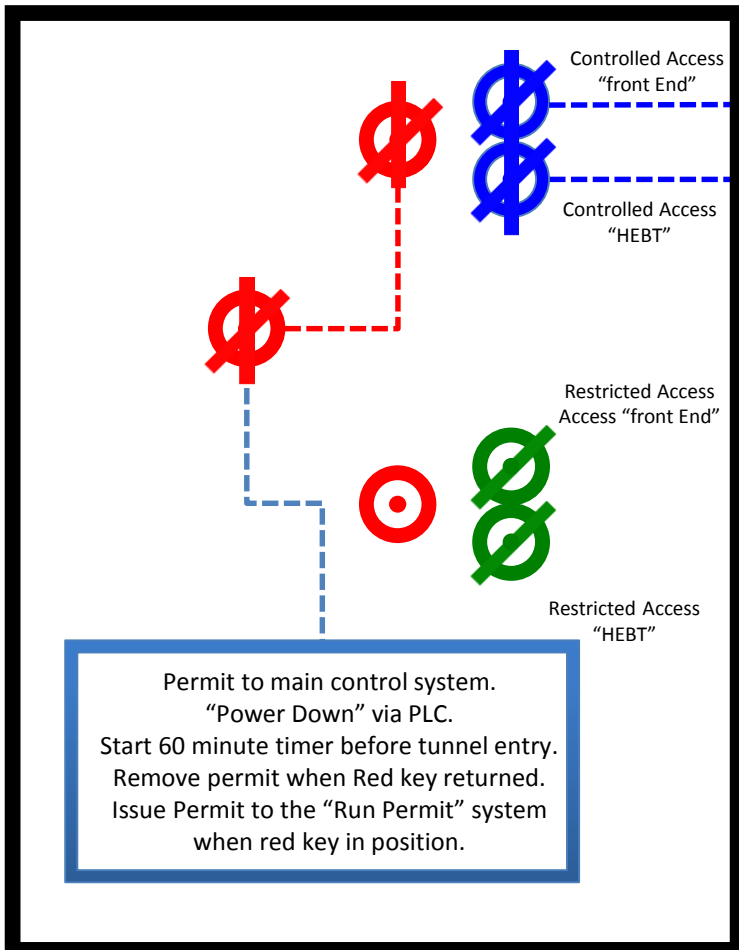 Controlled Access
“front End”
Controlled Access
“HEBT”
Restricted Access
Access “front End”
Restricted Access
“HEBT”
Permit to main control system.
“Power Down” via PLC.
Start 60 minute timer before tunnel entry.
Remove permit when Red key returned.
Issue Permit to the “Run Permit” system
when red key in position.